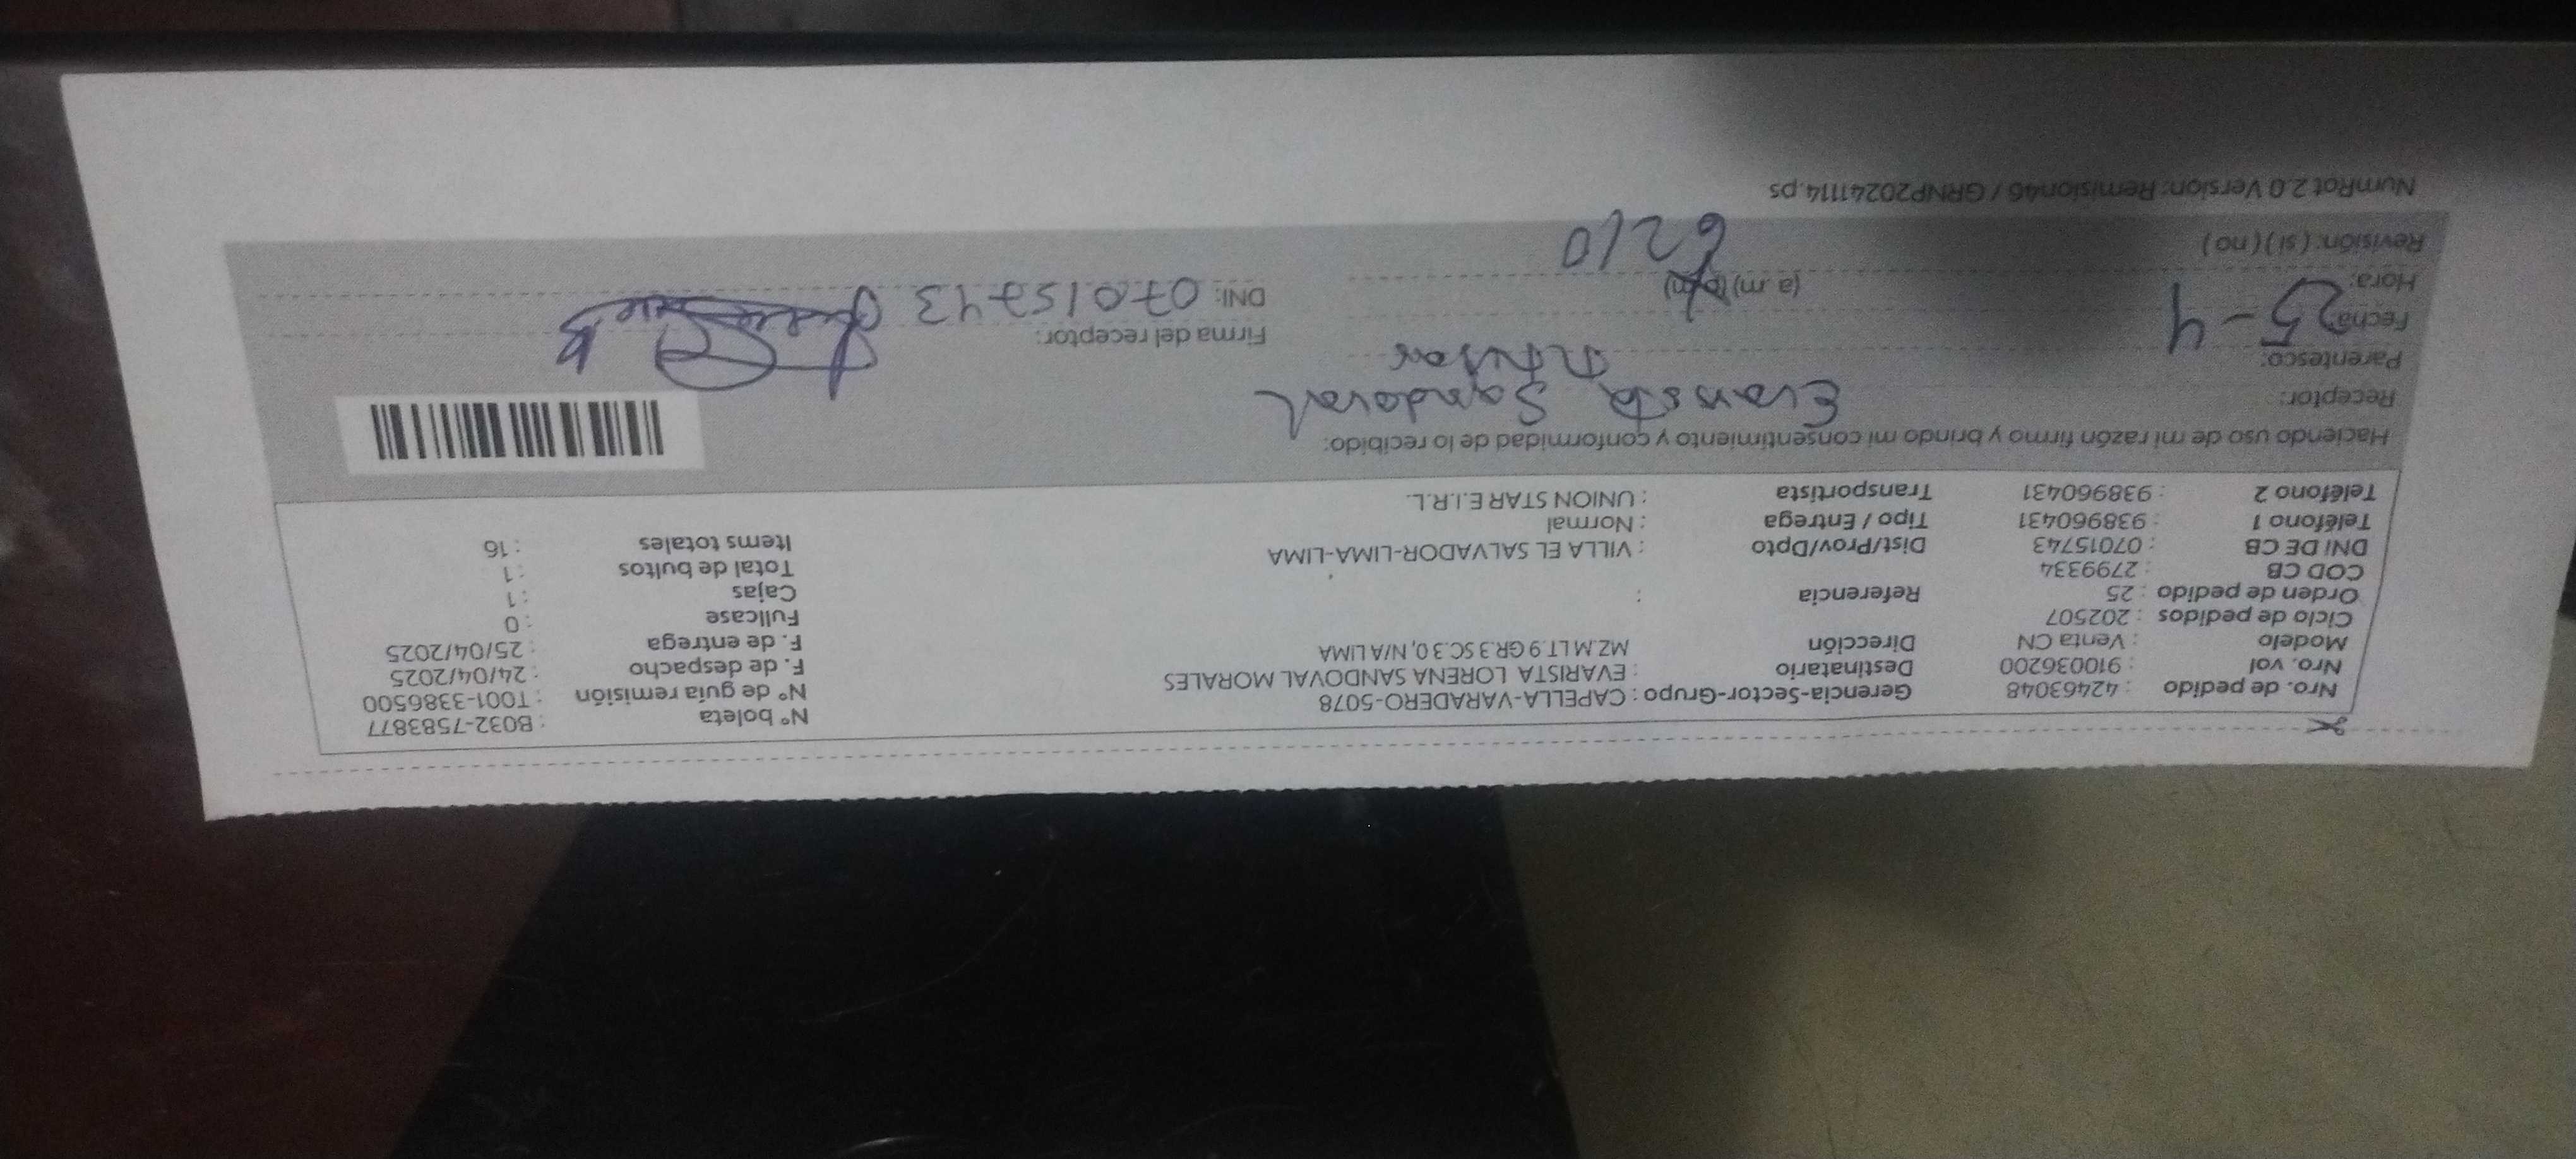 Nro. de pedido : 42463048 Gerencia-Sector-Grupo : CAPELLA-VARADERO-5078 N° boleta : B032-7583877
Nro. vol : 910036200 Destinatario : EVARISTA LORENA SANDOVAL MORALES N° de guía remisión : T001-3386500
Modelo : Venta CN Dirección MZ.M LT.9 GR.3 SC.3 0, N/A LIMA F. de despacho : 24/04/2025
Ciclo de pedidos : 202507 F. de entrega : 25/04/2025
Orden de pedido : 25 Referencia : Fullcase : 0
COD CB : 2799334 Cajas : 1
DNI DE CB : 07015743 Dist/Prov/Dpto : VILLA EL SALVADOR-LIMA-LIMA Total de bultos : 1
Teléfono 1 : 938960431 Tipo / Entrega : Normal Items totales : 16
Teléfono 2 : 938960431 Transportista : UNION STAR E.I.R.L.
Haciendo uso de mi razón firmo y brindo mi consentimiento y conformidad de lo recibido:
Receptor: Sandoval
Parentesco: Titular
Fecha: 25-4 Firma del receptor:
Hora: (a.m) (p.m) DNI: 07015743
Revisión: ( si ) ( no ) 6210
NumRot 2.0 Version: Remision46 / GRNP20241114.ps